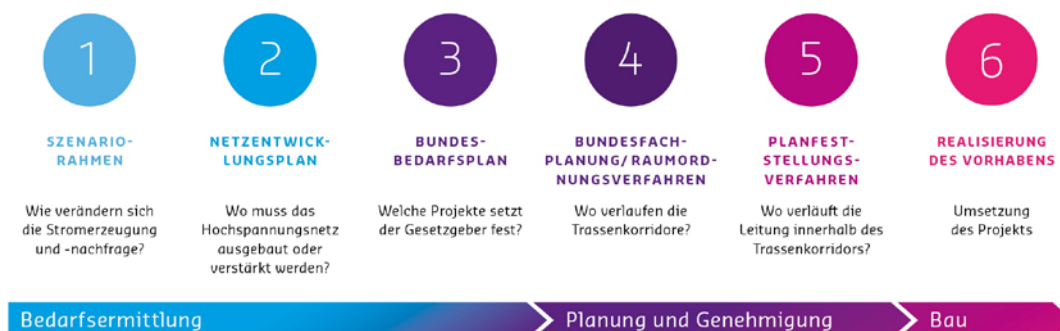 1
SZENARIO-
RAHMEN
Wie verändern sich
die Stromerzeugung
und -nachfrage?
2
NETZENTWICK-
LUNGSPLAN
Wo muss das
Hochspannungsnetz
ausgebaut oder
verstärkt werden?
3
BUNDES-
BEDARFSPLAN
Welche Projekte setzt
der Gesetzgeber fest?
4
BUNDESFACH-
PLANUNG/RAUMORD-
NUNGSVERFAHREN
Wo verlaufen die
Trassenkorridore?
5
PLANFEST-
STELLUNGS-
VERFAHREN
Wo verläuft die
Leitung innerhalb des
Trassenkorridors?
6
REALISIERUNG
DES VORHABENS
Umsetzung
des Projekts
Bedarfsermittlung
Planung und Genehmigung
Bau